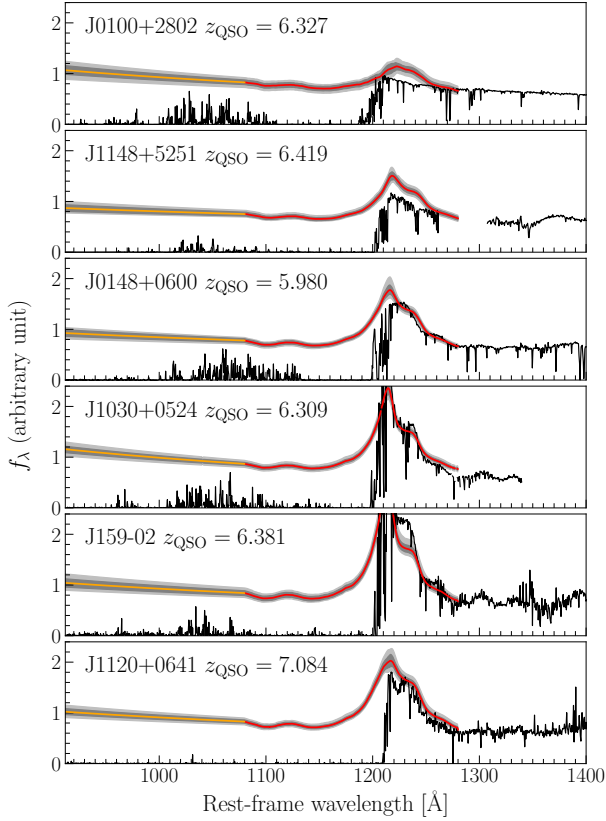 J0100+2802 z_QSO = 6.327
2
1
0
J1148+5251 z_QSO = 6.419
2
1
0
J0148+0600 z_QSO = 5.980
2
1
0
f_λ (arbitrary unit)
J1030+0524 z_QSO = 6.309
2
1
0
J159-02 z_QSO = 6.381
2
1
0
J1120+0641 z_QSO = 7.084
2
1
0
1000 1100 1200 1300 1400
Rest-frame wavelength [Å]